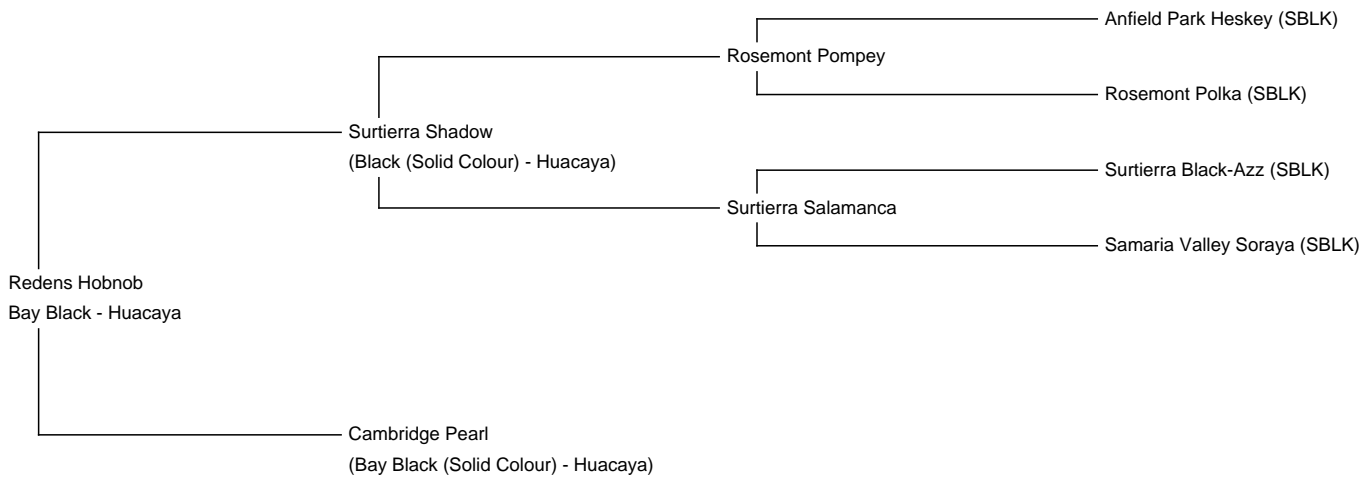 Anfield Park Heskey (SBLK)
Rosemont Pompey
Rosemont Polka (SBLK)
Surtierra Shadow
(Black (Solid Colour) - Huacaya)
Surtierra Black-Azz (SBLK)
Surtierra Salamanca
Samaria Valley Soraya (SBLK)
Redens Hobnob
Bay Black - Huacaya
Cambridge Pearl
(Bay Black (Solid Colour) - Huacaya)